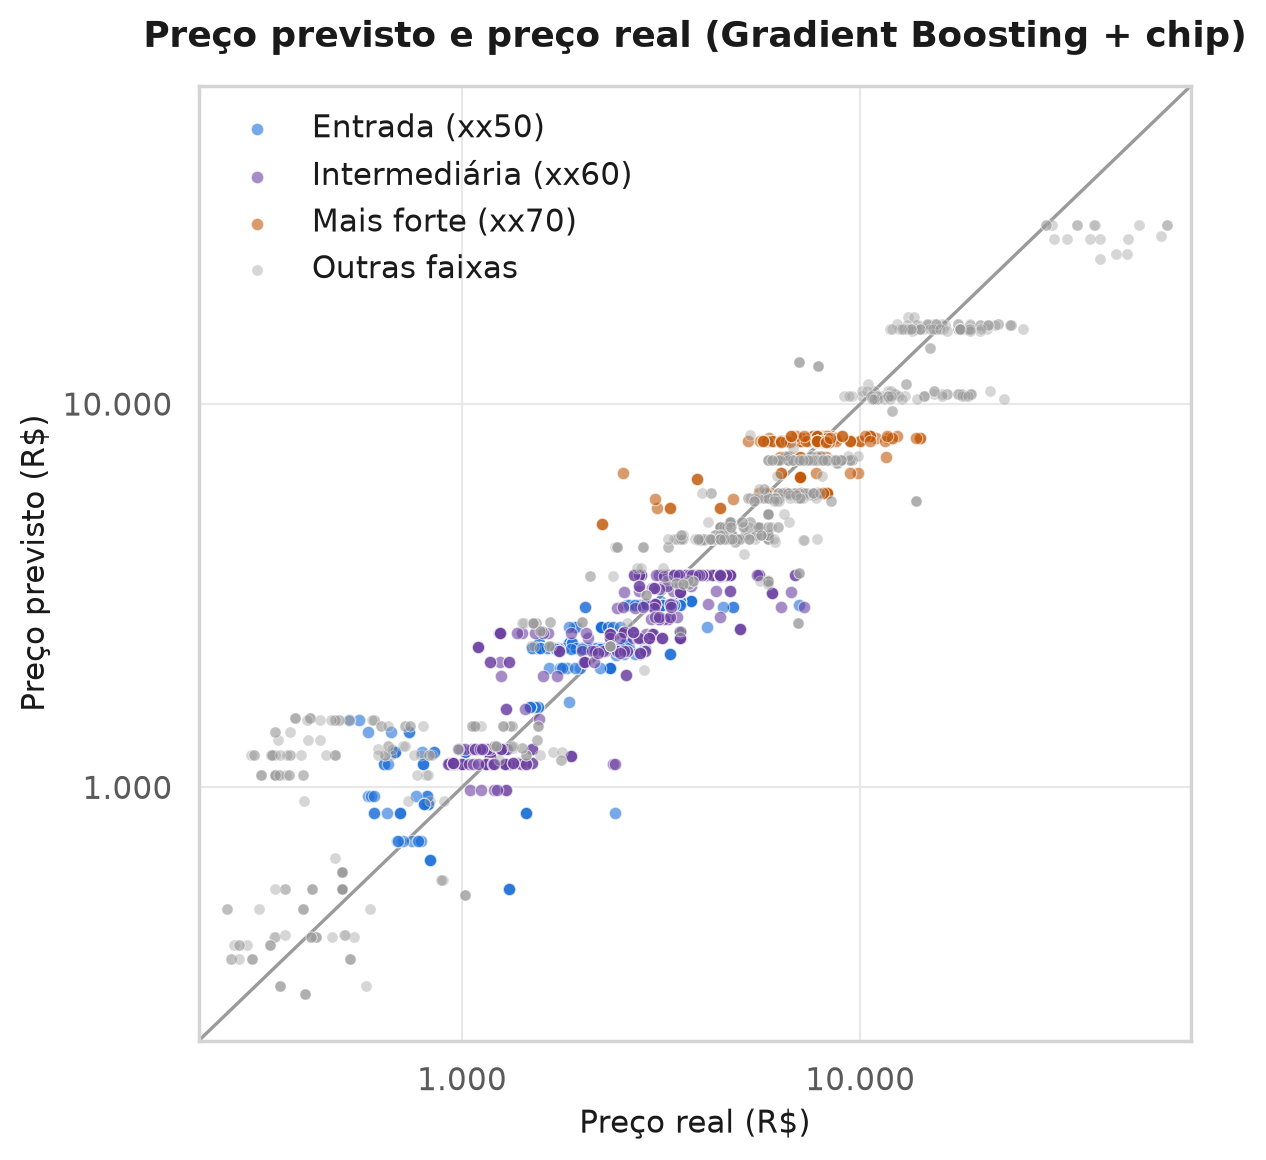 Preço previsto e preço real (Gradient Boosting + chip)
Entrada (xx50)
Intermediária (xx60)
Mais forte (xx70)
Outras faixas
Preço previsto (R$)
10.000
1.000
1.000
10.000
Preço real (R$)